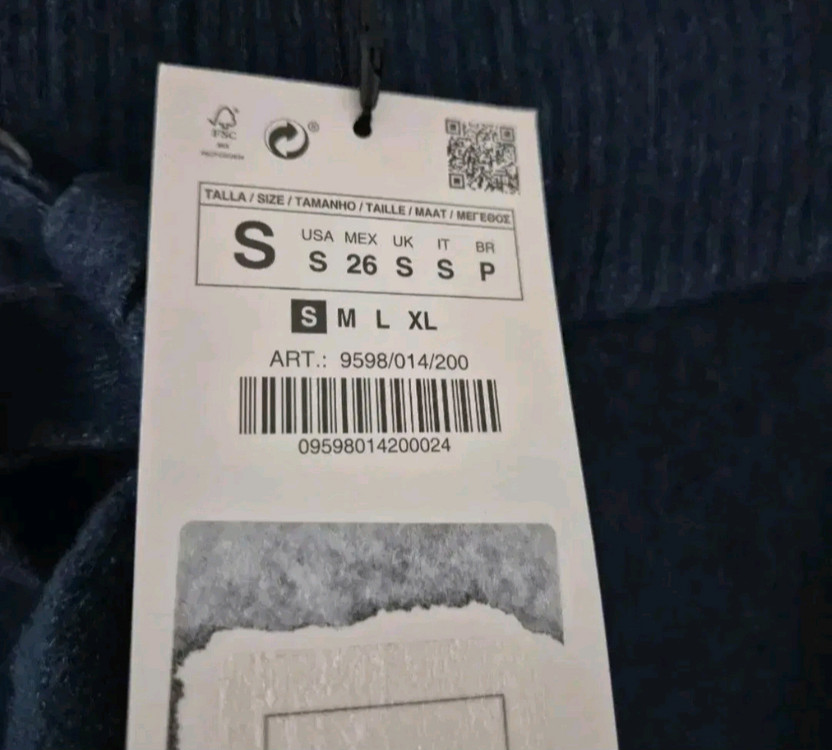 FSC
MIX
®
TALLA / SIZE / TAMANHO / TAILLE / MAAT / ΜΕΓΕΘΟΣ
S
USA MEX UK IT BR
S 26 S S P
S M L XL
ART.: 9598/014/200
09598014200024